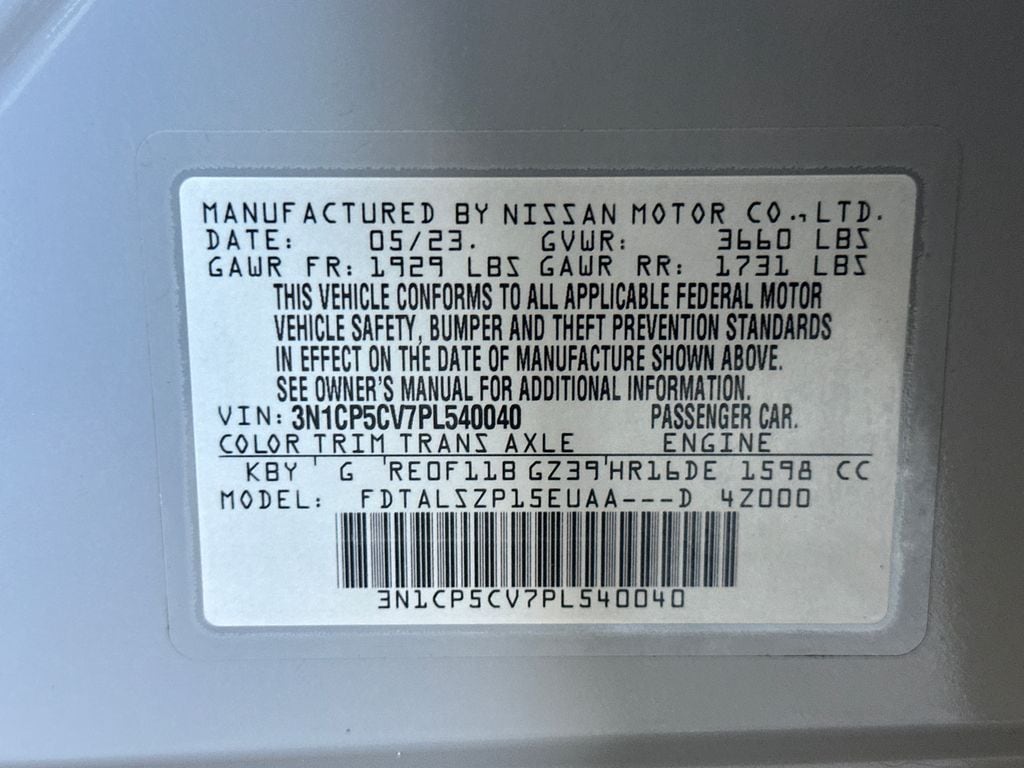 MANUFACTURED BY NISSAN MOTOR CO., LTD.
DATE: 05/23. GVWR: 3660 LBS
GAWR FR: 1929 LBS GAWR RR: 1731 LBS
THIS VEHICLE CONFORMS TO ALL APPLICABLE FEDERAL MOTOR
VEHICLE SAFETY, BUMPER AND THEFT PREVENTION STANDARDS
IN EFFECT ON THE DATE OF MANUFACTURE SHOWN ABOVE.
SEE OWNER'S MANUAL FOR ADDITIONAL INFORMATION.
VIN: 3N1CP5CV7PL540040 PASSENGER CAR.
COLOR TRIM TRANS AXLE ENGINE
KBY G RE0F11B GZ39 HR16DE 1598 CC
MODEL: FDTALSZP15EUAA---D 4Z000
3N1CP5CV7PL540040